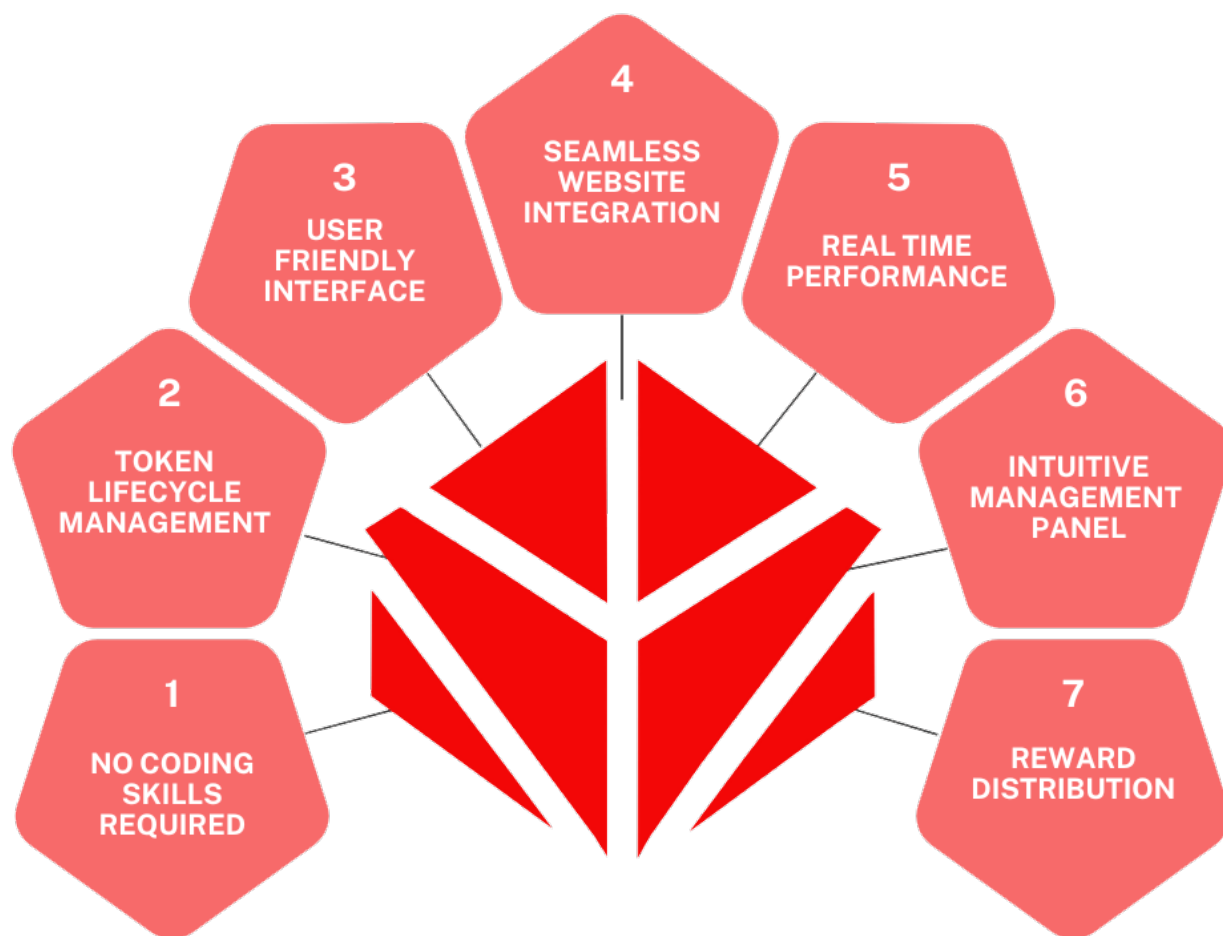 1
NO CODING
SKILLS
REQUIRED
2
TOKEN
LIFECYCLE
MANAGEMENT
3
USER
FRIENDLY
INTERFACE
4
SEAMLESS
WEBSITE
INTEGRATION
5
REAL TIME
PERFORMANCE
6
INTUITIVE
MANAGEMENT
PANEL
7
REWARD
DISTRIBUTION